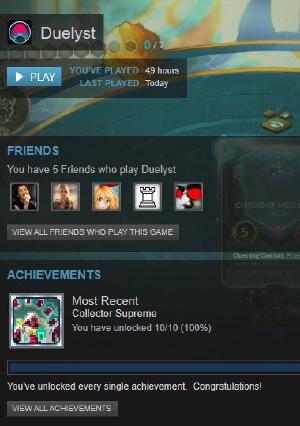 Duelyst
0/7
PLAY
YOU'VE PLAYED 49 hours
LAST PLAYED Today
FRIENDS
You have 5 Friends who play Duelyst
VIEW ALL FRIENDS WHO PLAY THIS GAME
5
Opening Gambit:
ACHIEVEMENTS
Most Recent
Collector Supreme
You have unlocked 10/10 (100%)
You've unlocked every single achievement. Congratulations!
VIEW ALL ACHIEVEMENTS